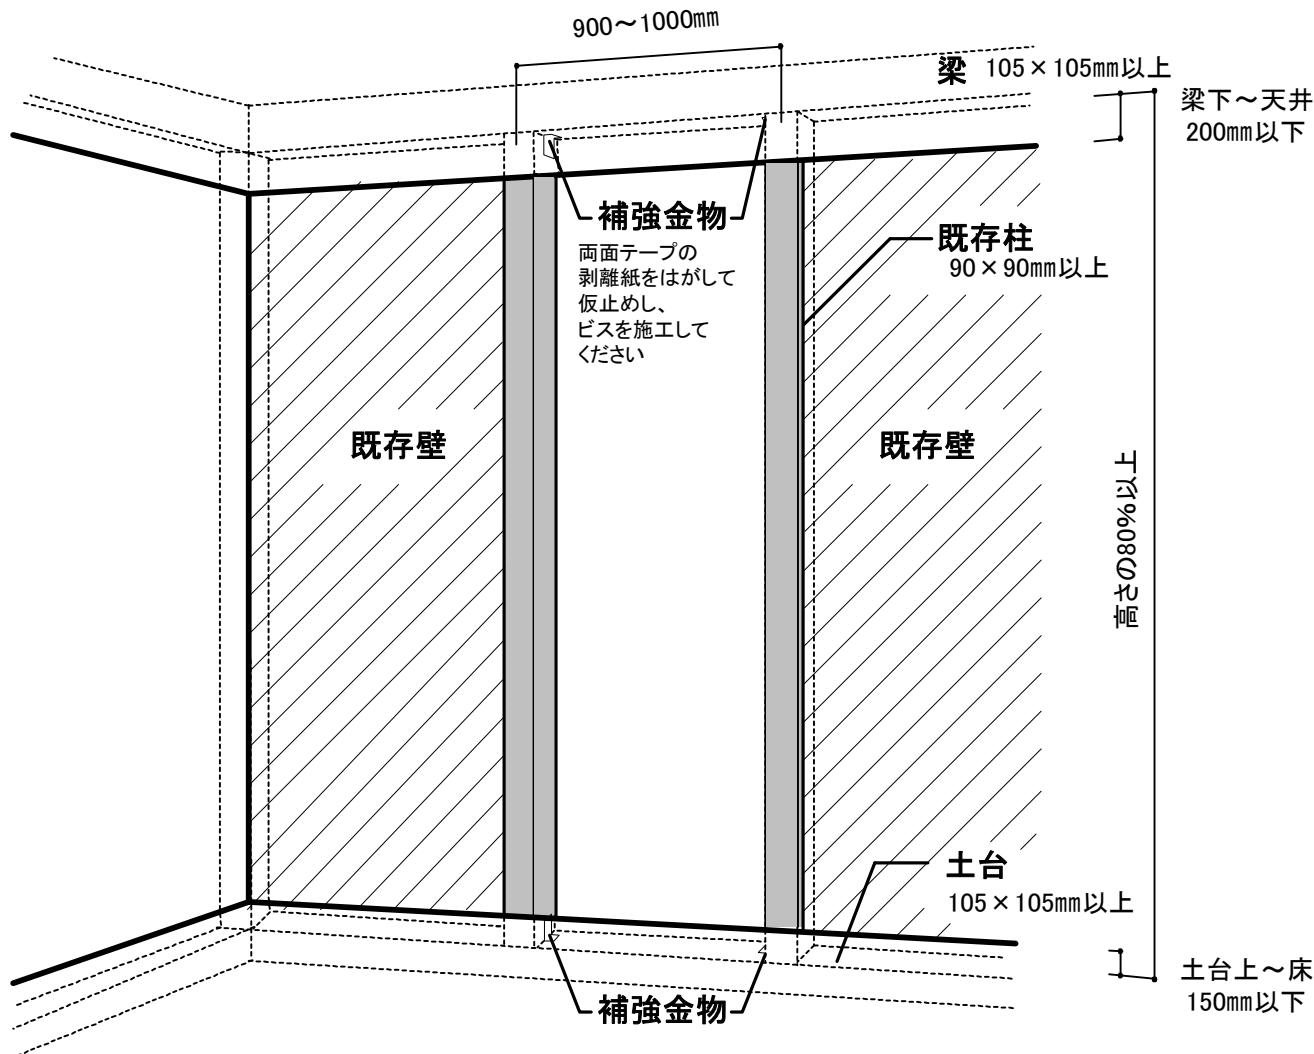 900～1000mm
梁 105×105mm以上
梁下～天井
200mm以下
補強金物
両面テープの
剥離紙をはがして
仮止めし、
ビスを施工して
ください
既存柱
90×90mm以上
既存壁
既存壁
高さの80%以上
土台
105×105mm以上
土台上～床
150mm以下
補強金物